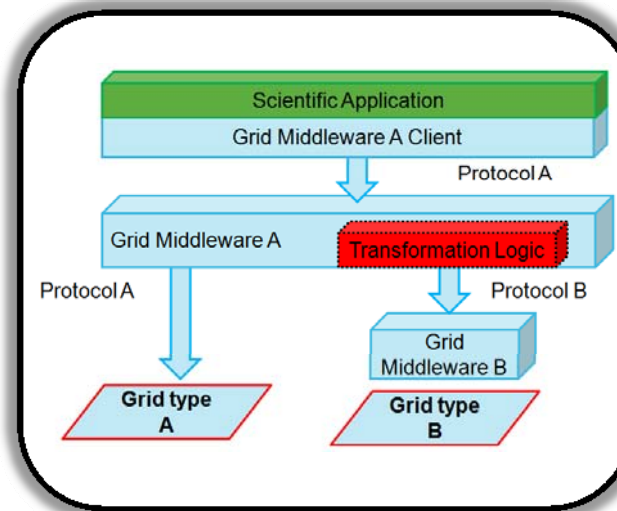 Scientific Application
Grid Middleware A Client
Protocol A
Grid Middleware A
Transformation Logic
Protocol A
Protocol B
Grid
Middleware B
Grid type
A
Grid type
B